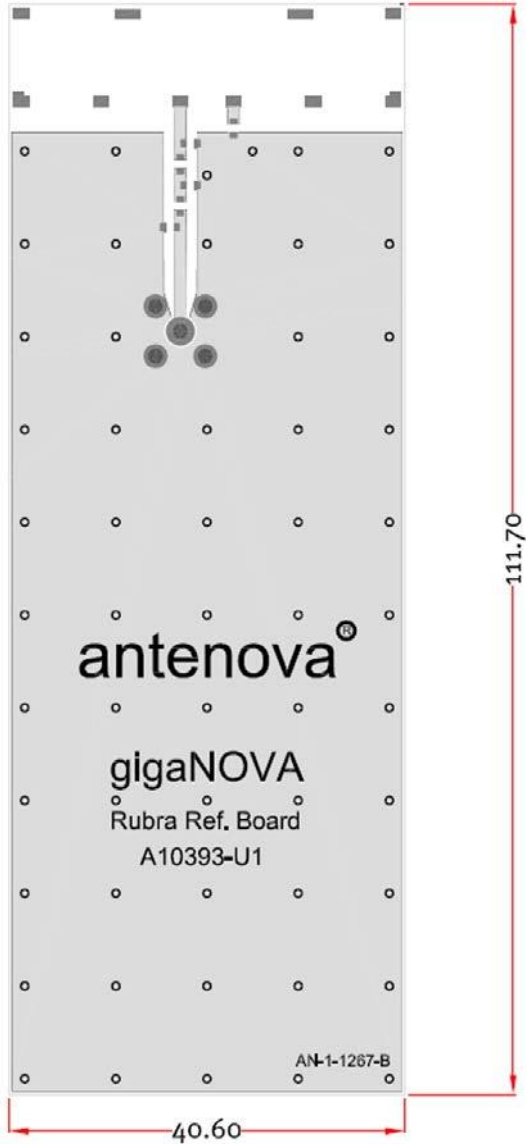 111.70
antenova®
gigaNOVA
Rubra Ref. Board
A10393-U1
AN-1-1267-B
40.60